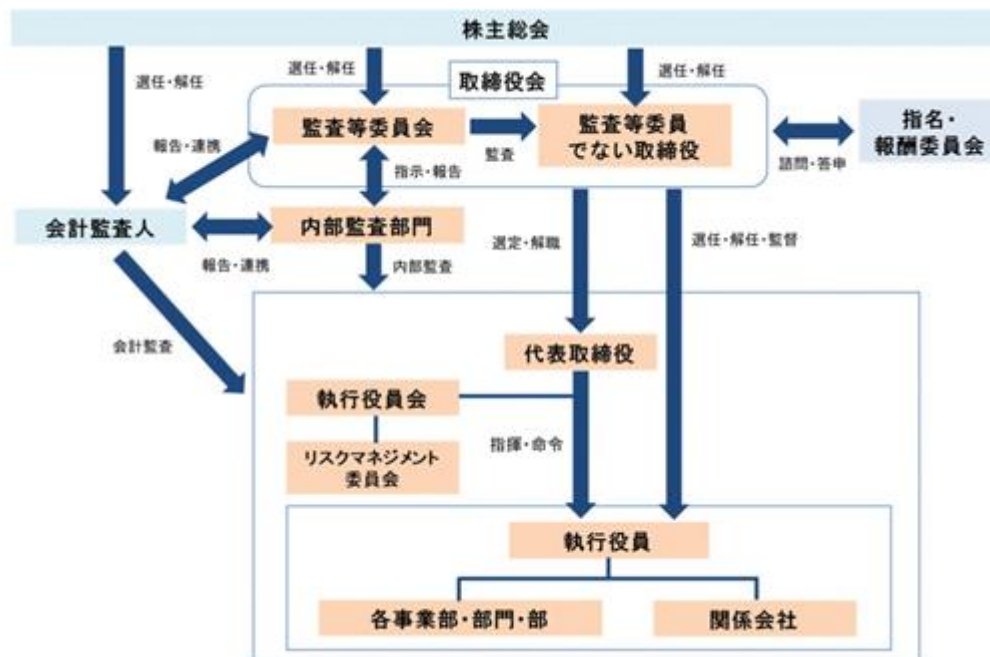 株主総会
選任・解任
選任・解任
選任・解任
取締役会
監査等委員会
監査
監査等委員
でない取締役
諮問・答申
指名・
報酬委員会
報告・連携
指示・報告
会計監査人
報告・連携
内部監査部門
内部監査
選定・解職
選任・解任・監督
会計監査
代表取締役
執行役員会
リスクマネジメント
委員会
指揮・命令
執行役員
各事業部・部門・部
関係会社